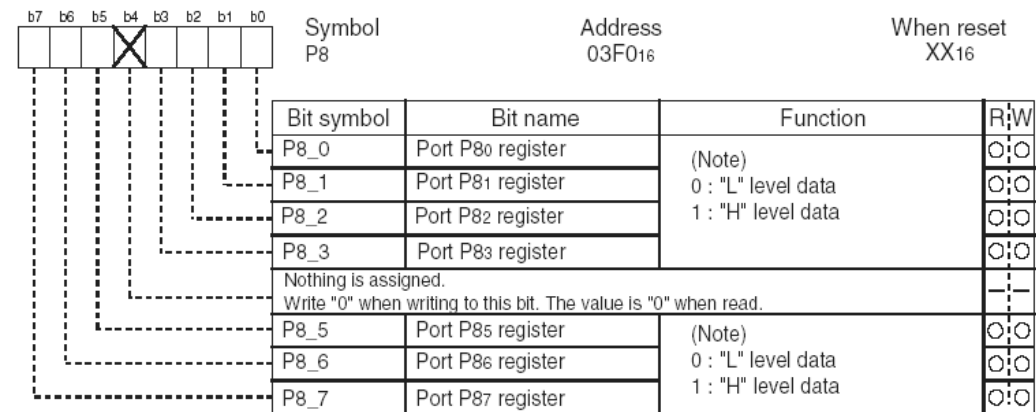 b7 b6 b5 b4 b3 b2 b1 b0
Symbol Address When reset
P8 03F016 XX16
Bit symbol Bit name Function R W
P8_0 Port P80 register
(Note)
0 : "L" level data
1 : "H" level data
P8_1 Port P81 register
P8_2 Port P82 register
P8_3 Port P83 register
Nothing is assigned.
Write "0" when writing to this bit. The value is "0" when read.
P8_5 Port P85 register
(Note)
0 : "L" level data
1 : "H" level data
P8_6 Port P86 register
P8_7 Port P87 register